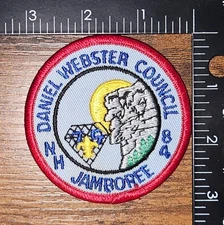 DANIEL WEBSTER COUNCIL
NH
84
JAMBOREE